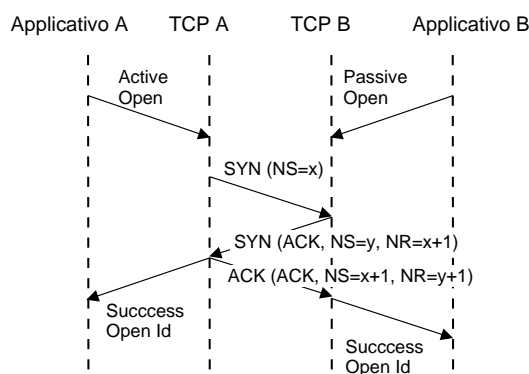 Applicativo A TCP A TCP B Applicativo B
Active
Open
Passive
Open
SYN (NS=x)
SYN (ACK, NS=y, NR=x+1)
ACK (ACK, NS=x+1, NR=y+1)
Succcess
Open Id
Succcess
Open Id